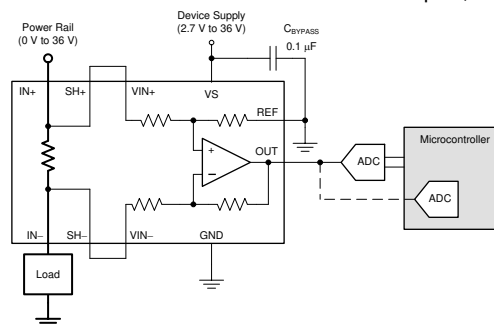 Power Rail
(0 V to 36 V)
Device Supply
(2.7 V to 36 V)
CBYPASS
0.1 µF
IN+
SH+
VIN+
VS
REF
+
OUT
−
ADC
Microcontroller
ADC
IN−
SH−
VIN−
GND
Load